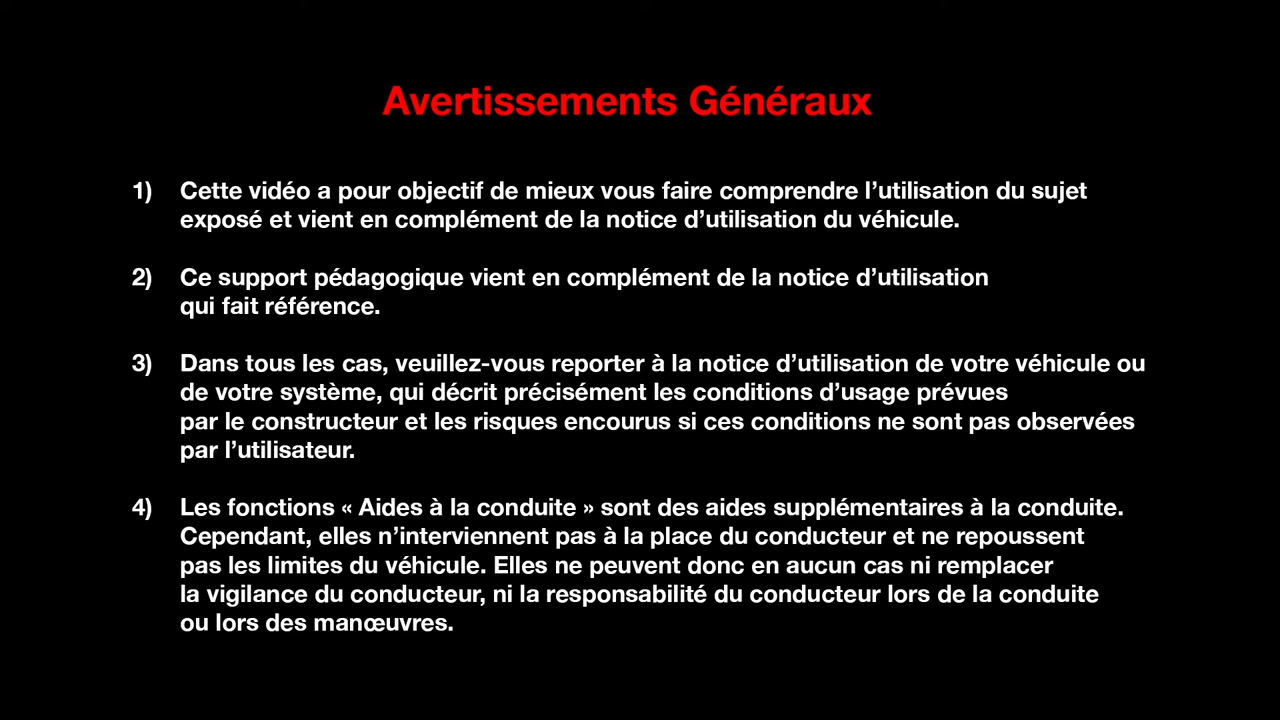 Avertissements Généraux
1) Cette vidéo a pour objectif de mieux vous faire comprendre l’utilisation du sujet
exposé et vient en complément de la notice d’utilisation du véhicule.
2) Ce support pédagogique vient en complément de la notice d’utilisation
qui fait référence.
3) Dans tous les cas, veuillez-vous reporter à la notice d’utilisation de votre véhicule ou
de votre système, qui décrit précisément les conditions d’usage prévues
par le constructeur et les risques encourus si ces conditions ne sont pas observées
par l’utilisateur.
4) Les fonctions « Aides à la conduite » sont des aides supplémentaires à la conduite.
Cependant, elles n’interviennent pas à la place du conducteur et ne repoussent
pas les limites du véhicule. Elles ne peuvent donc en aucun cas ni remplacer
la vigilance du conducteur, ni la responsabilité du conducteur lors de la conduite
ou lors des manœuvres.